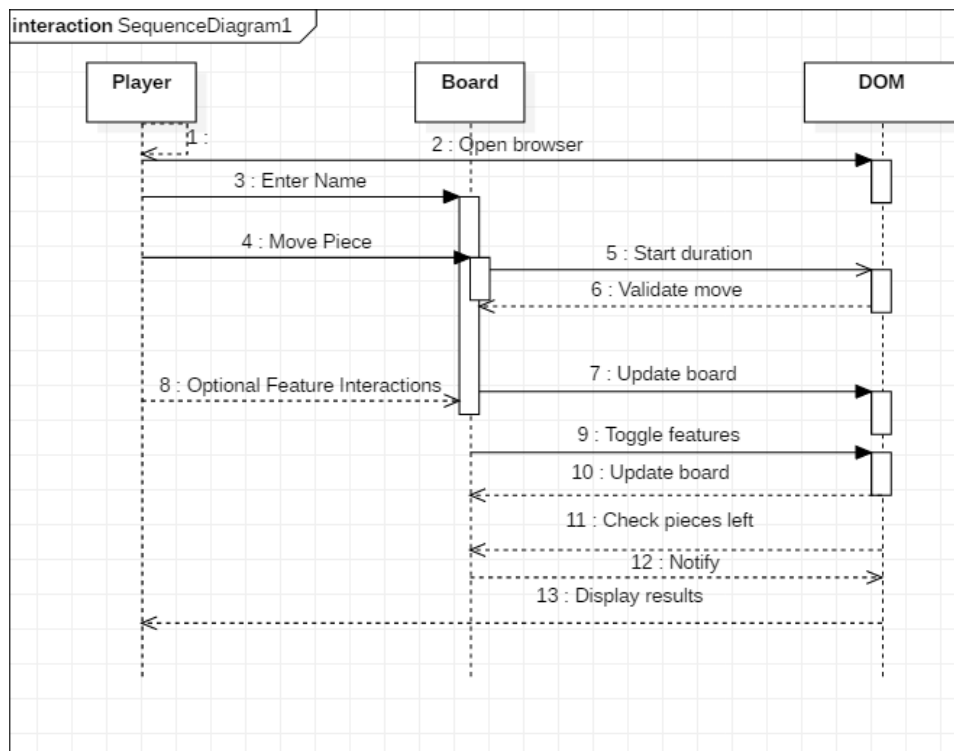 interaction SequenceDiagram1
Player
Board
DOM
1 :
2 : Open browser
3 : Enter Name
4 : Move Piece
5 : Start duration
6 : Validate move
7 : Update board
8 : Optional Feature Interactions
9 : Toggle features
10 : Update board
11 : Check pieces left
12 : Notify
13 : Display results